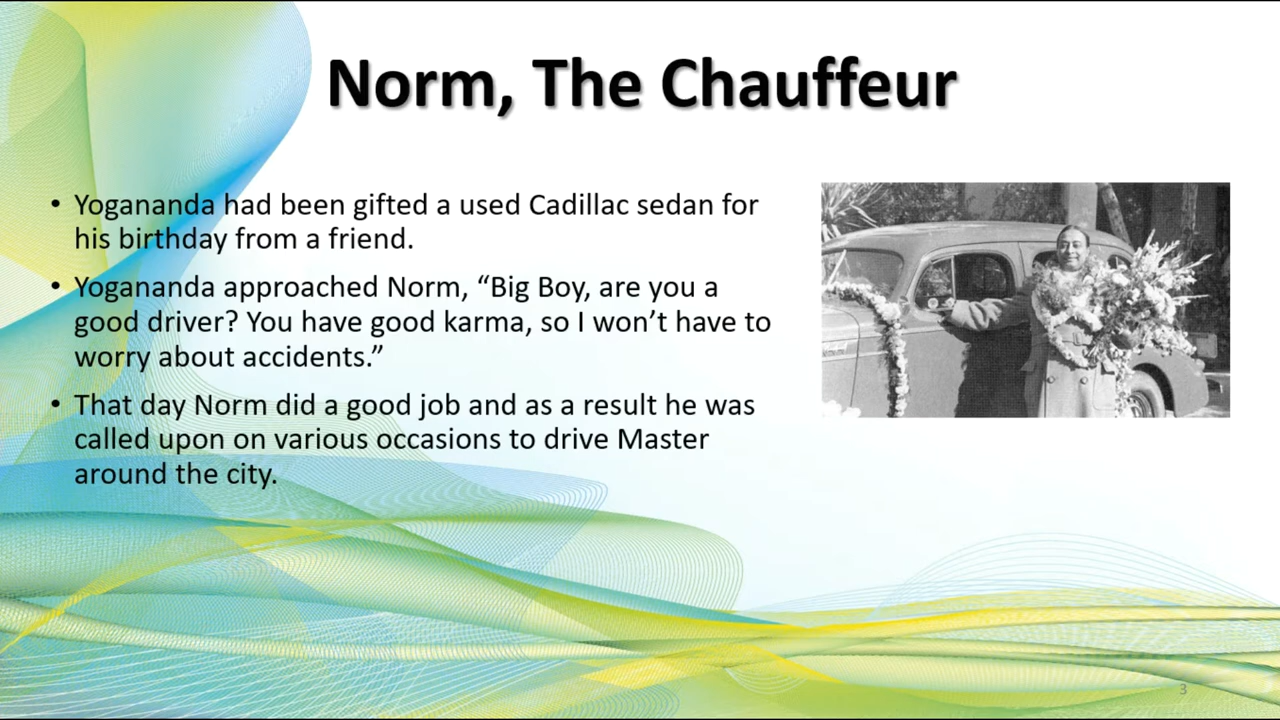 Norm, The Chauffeur
• Yogananda had been gifted a used Cadillac sedan for
his birthday from a friend.
• Yogananda approached Norm, “Big Boy, are you a
good driver? You have good karma, so I won’t have to
worry about accidents.”
• That day Norm did a good job and as a result he was
called upon on various occasions to drive Master
around the city.
3